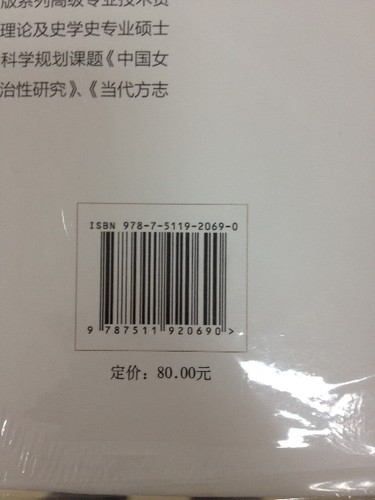 版系列高级专业技术资
理论及史学史专业硕士
科学规划课题《中国女
治性研究》、《当代方志
ISBN 978-7-5119-2069-0
9 787511 920690 >
定价：80.00元